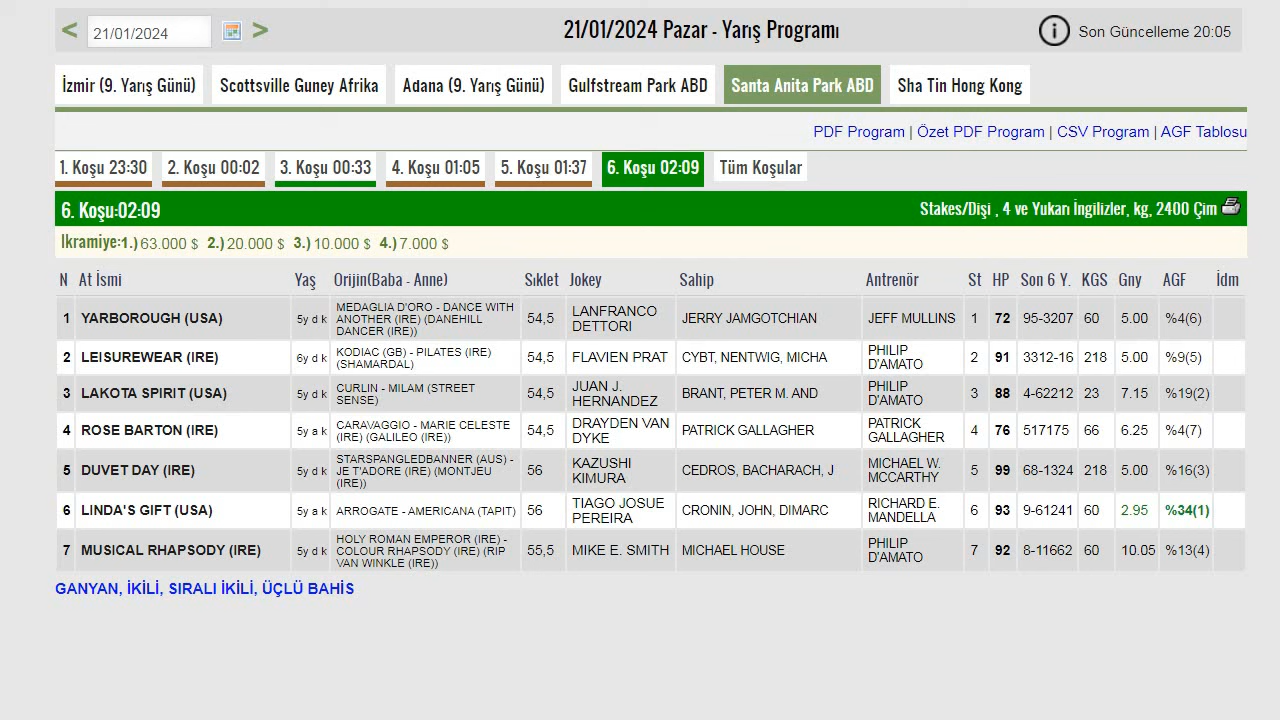 < 21/01/2024 > 21/01/2024 Pazar - Yarış Programı i Son Güncelleme 20:05
İzmir (9. Yarış Günü) Scottsville Guney Afrika Adana (9. Yarış Günü) Gulfstream Park ABD Santa Anita Park ABD Sha Tin Hong Kong
PDF Program | Özet PDF Program | CSV Program | AGF Tablosu
1. Koşu 23:30 2. Koşu 00:02 3. Koşu 00:33 4. Koşu 01:05 5. Koşu 01:37 6. Koşu 02:09 Tüm Koşular
6. Koşu:02:09 Stakes/Dişi , 4 ve Yukarı İngilizler, kg, 2400 Çim
Ikramiye:1.) 63.000 $ 2.) 20.000 $ 3.) 10.000 $ 4.) 7.000 $
N At İsmi Yaş Orijin(Baba - Anne) Sıklet Jokey Sahip Antrenör St HP Son 6 Y. KGS Gny AGF İdm
1 YARBOROUGH (USA) 5y d k MEDAGLIA D'ORO - DANCE WITH ANOTHER (IRE) (DANEHILL DANCER (IRE)) 54,5 LANFRANCO DETTORI JERRY JAMGOTCHIAN JEFF MULLINS 1 72 95-3207 60 5.00 %4(6)
2 LEISUREWEAR (IRE) 6y d k KODIAC (GB) - PILATES (IRE) (SHAMARDAL) 54,5 FLAVIEN PRAT CYBT, NENTWIG, MICHA PHILIP D'AMATO 2 91 3312-16 218 5.00 %9(5)
3 LAKOTA SPIRIT (USA) 5y d k CURLIN - MILAM (STREET SENSE) 54,5 JUAN J. HERNANDEZ BRANT, PETER M. AND PHILIP D'AMATO 3 88 4-62212 23 7.15 %19(2)
4 ROSE BARTON (IRE) 5y a k CARAVAGGIO - MARIE CELESTE (IRE) (GALILEO (IRE)) 54,5 DRAYDEN VAN DYKE PATRICK GALLAGHER PATRICK GALLAGHER 4 76 517175 66 6.25 %4(7)
5 DUVET DAY (IRE) 5y d k STARSPANGLEDBANNER (AUS) - JE T'ADORE (IRE) (MONTJEU (IRE)) 56 KAZUSHI KIMURA CEDROS, BACHARACH, J MICHAEL W. MCCARTHY 5 99 68-1324 218 5.00 %16(3)
6 LINDA'S GIFT (USA) 5y a k ARROGATE - AMERICANA (TAPIT) 56 TIAGO JOSUE PEREIRA CRONIN, JOHN, DIMARC RICHARD E. MANDELLA 6 93 9-61241 60 2.95 %34(1)
7 MUSICAL RHAPSODY (IRE) 5y d k HOLY ROMAN EMPEROR (IRE) - COLOUR RHAPSODY (IRE) (RIP VAN WINKLE (IRE)) 55,5 MIKE E. SMITH MICHAEL HOUSE PHILIP D'AMATO 7 92 8-11662 60 10.05 %13(4)
GANYAN, İKİLİ, SIRALI İKİLİ, ÜÇLÜ BAHİS